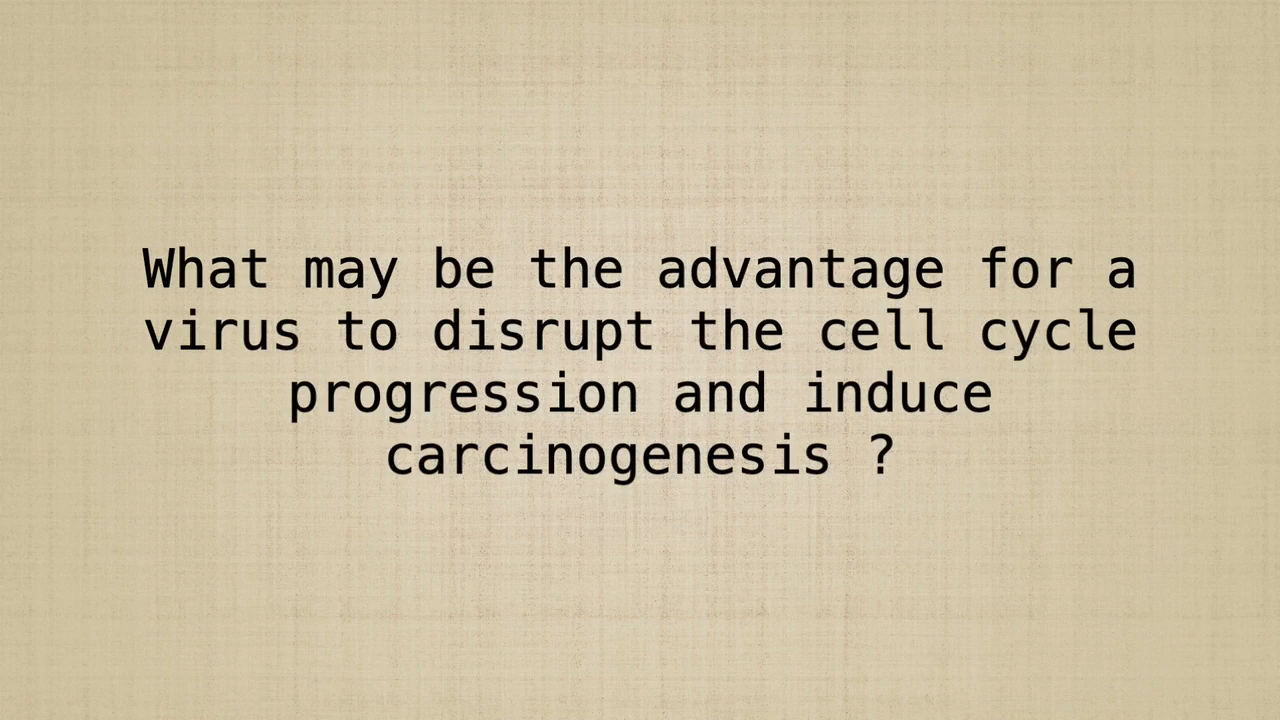 What may be the advantage for a
virus to disrupt the cell cycle
progression and induce
carcinogenesis ?